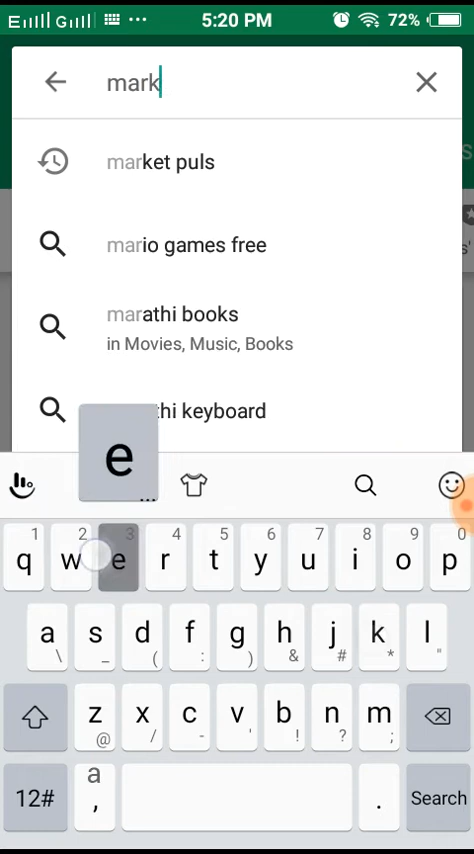 E G ... 5:20 PM 72%
mark
S
market puls
mario games free
s'
marathi books
in Movies, Music, Books
thi keyboard
e
...
1 2 3 4 5 6 7 8 9 0
q w e r t y u i o p
a s d f g h j k l
\ _ ( : ) & # * "
z x c v b n m
@ / - ' ! ? ;
12# a , . Search